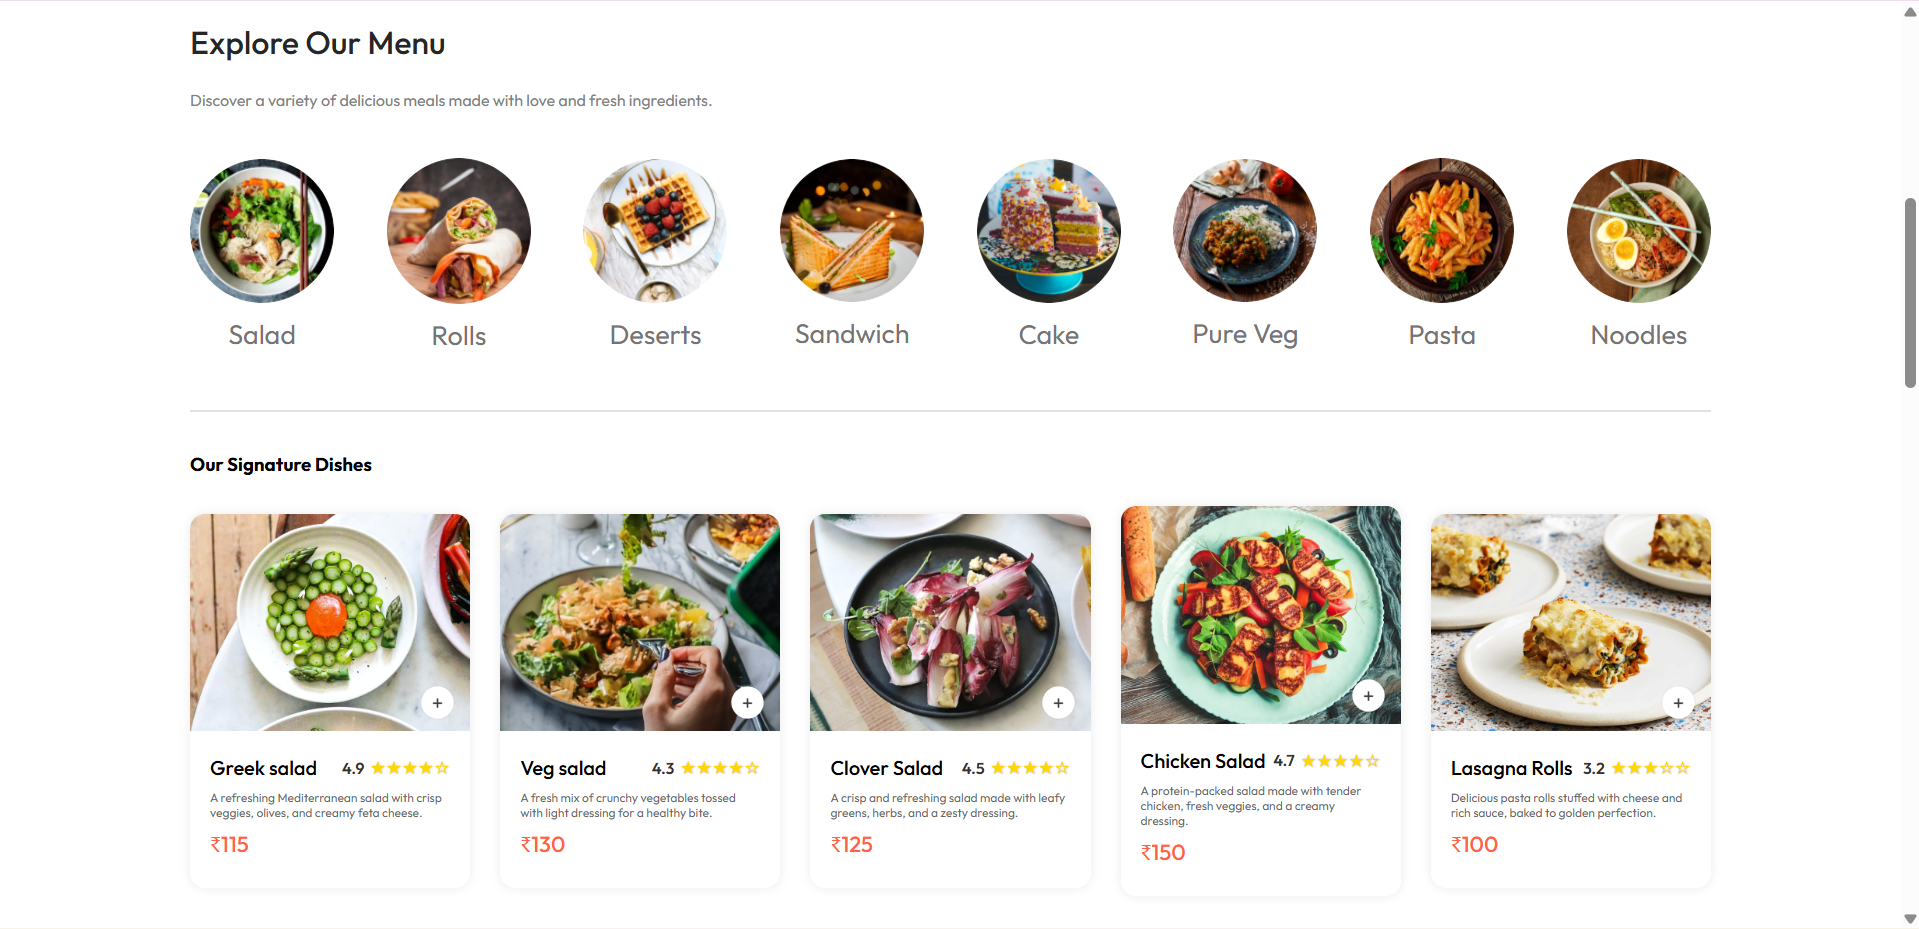 Explore Our Menu
Discover a variety of delicious meals made with love and fresh ingredients.
Salad
Rolls
Deserts
Sandwich
Cake
Pure Veg
Pasta
Noodles
Our Signature Dishes
Greek salad 4.9 ★★★★☆
A refreshing Mediterranean salad with crisp
veggies, olives, and creamy feta cheese.
₹115
Veg salad 4.3 ★★★★☆
A fresh mix of crunchy vegetables tossed
with light dressing for a healthy bite.
₹130
Clover Salad 4.5 ★★★★☆
A crisp and refreshing salad made with leafy
greens, herbs, and a zesty dressing.
₹125
Chicken Salad 4.7 ★★★★☆
A protein-packed salad made with tender
chicken, fresh veggies, and a creamy
dressing.
₹150
Lasagna Rolls 3.2 ★★★☆☆
Delicious pasta rolls stuffed with cheese and
rich sauce, baked to golden perfection.
₹100